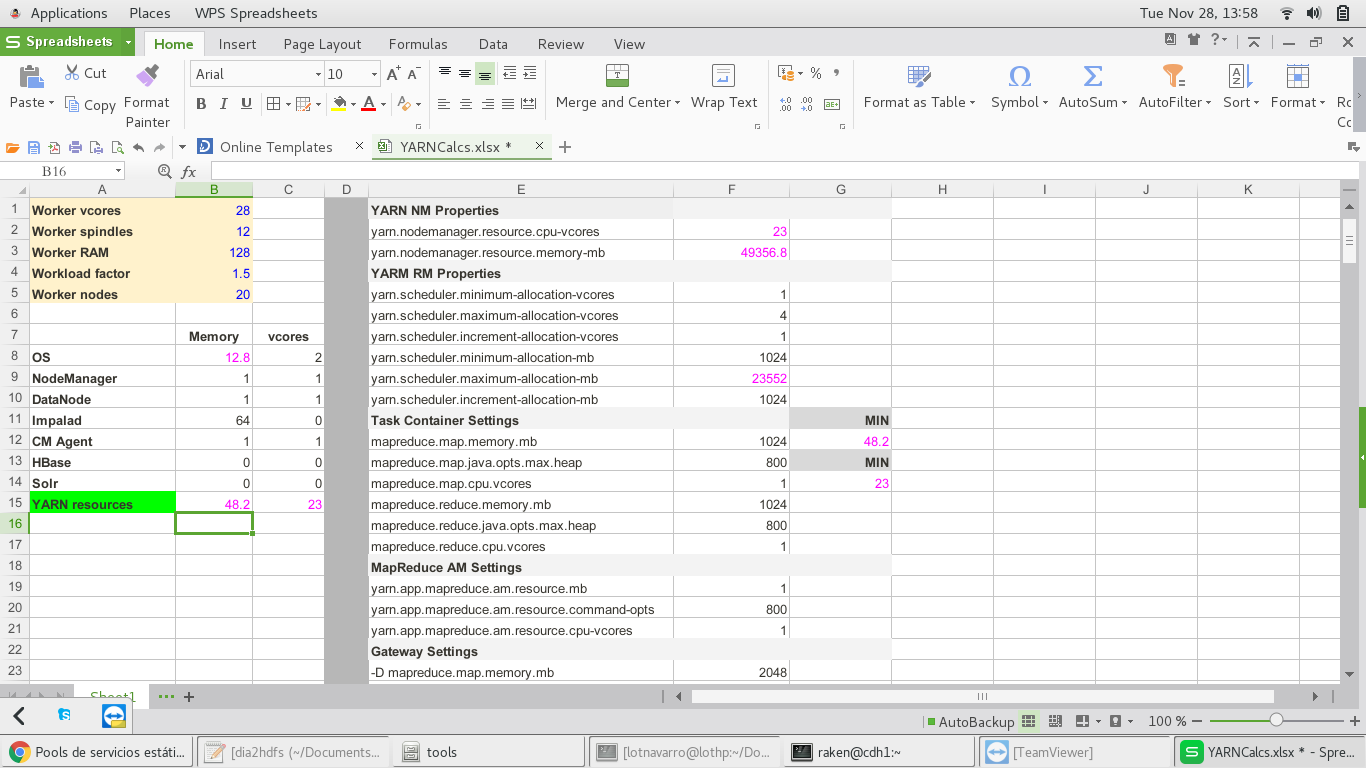 Applications Places WPS Spreadsheets Tue Nov 28, 13:58
S Spreadsheets Home Insert Page Layout Formulas Data Review View
Cut Arial 10 A+ A- %
Paste Copy Format Painter B I U A Merge and Center Wrap Text Format as Table Symbol AutoSum AutoFilter Sort Format
Online Templates YARNCalcs.xlsx *
B16 fx
A B C D E F G H I J K
1 Worker vcores 28 YARN NM Properties
2 Worker spindles 12 yarn.nodemanager.resource.cpu-vcores 23
3 Worker RAM 128 yarn.nodemanager.resource.memory-mb 49356.8
4 Workload factor 1.5 YARM RM Properties
5 Worker nodes 20 yarn.scheduler.minimum-allocation-vcores 1
6 yarn.scheduler.maximum-allocation-vcores 4
7 Memory vcores yarn.scheduler.increment-allocation-vcores 1
8 OS 12.8 2 yarn.scheduler.minimum-allocation-mb 1024
9 NodeManager 1 1 yarn.scheduler.maximum-allocation-mb 23552
10 DataNode 1 1 yarn.scheduler.increment-allocation-mb 1024
11 Impalad 64 0 Task Container Settings MIN
12 CM Agent 1 1 mapreduce.map.memory.mb 1024 48.2
13 HBase 0 0 mapreduce.map.java.opts.max.heap 800 MIN
14 Solr 0 0 mapreduce.map.cpu.vcores 1 23
15 YARN resources 48.2 23 mapreduce.reduce.memory.mb 1024
16 mapreduce.reduce.java.opts.max.heap 800
17 mapreduce.reduce.cpu.vcores 1
18 MapReduce AM Settings
19 yarn.app.mapreduce.am.resource.mb 1
20 yarn.app.mapreduce.am.resource.command-opts 800
21 yarn.app.mapreduce.am.resource.cpu-vcores 1
22 Gateway Settings
23 -D mapreduce.map.memory.mb 2048
Sheet1
AutoBackup 100 %
Pools de servicios estáti... [dia2hdfs (~/Documents... tools [lotnavarro@lothp:~/Do... raken@cdh1:~ [TeamViewer] YARNCalcs.xlsx * - Spre...